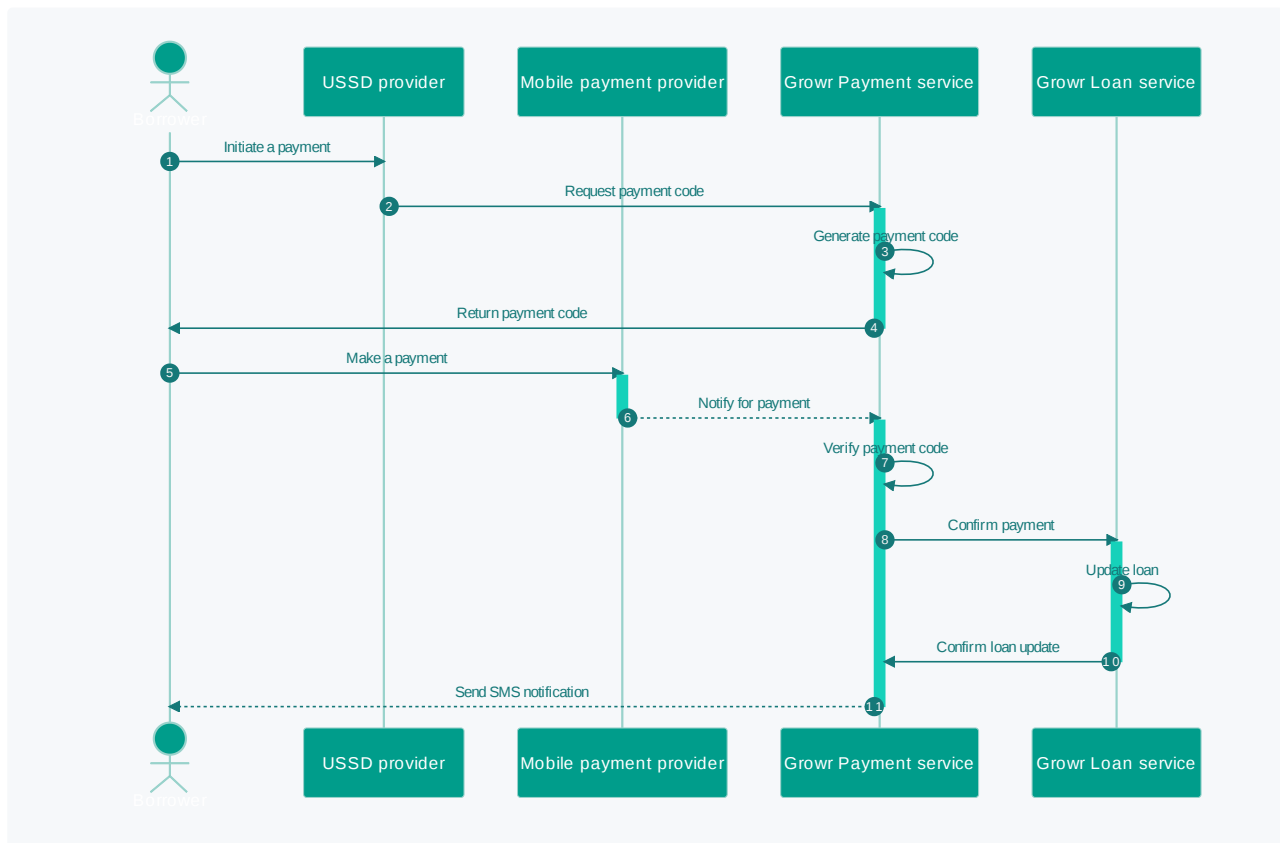 USSD provider
Mobile payment provider
Growr Payment service
Growr Loan service
Borrower
Initiate a payment
1
Request payment code
2
Generate payment code
3
Return payment code
4
Make a payment
5
Notify for payment
6
Verify payment code
7
Confirm payment
8
Update loan
9
Confirm loan update
10
Send SMS notification
11
USSD provider
Mobile payment provider
Growr Payment service
Growr Loan service
Borrower